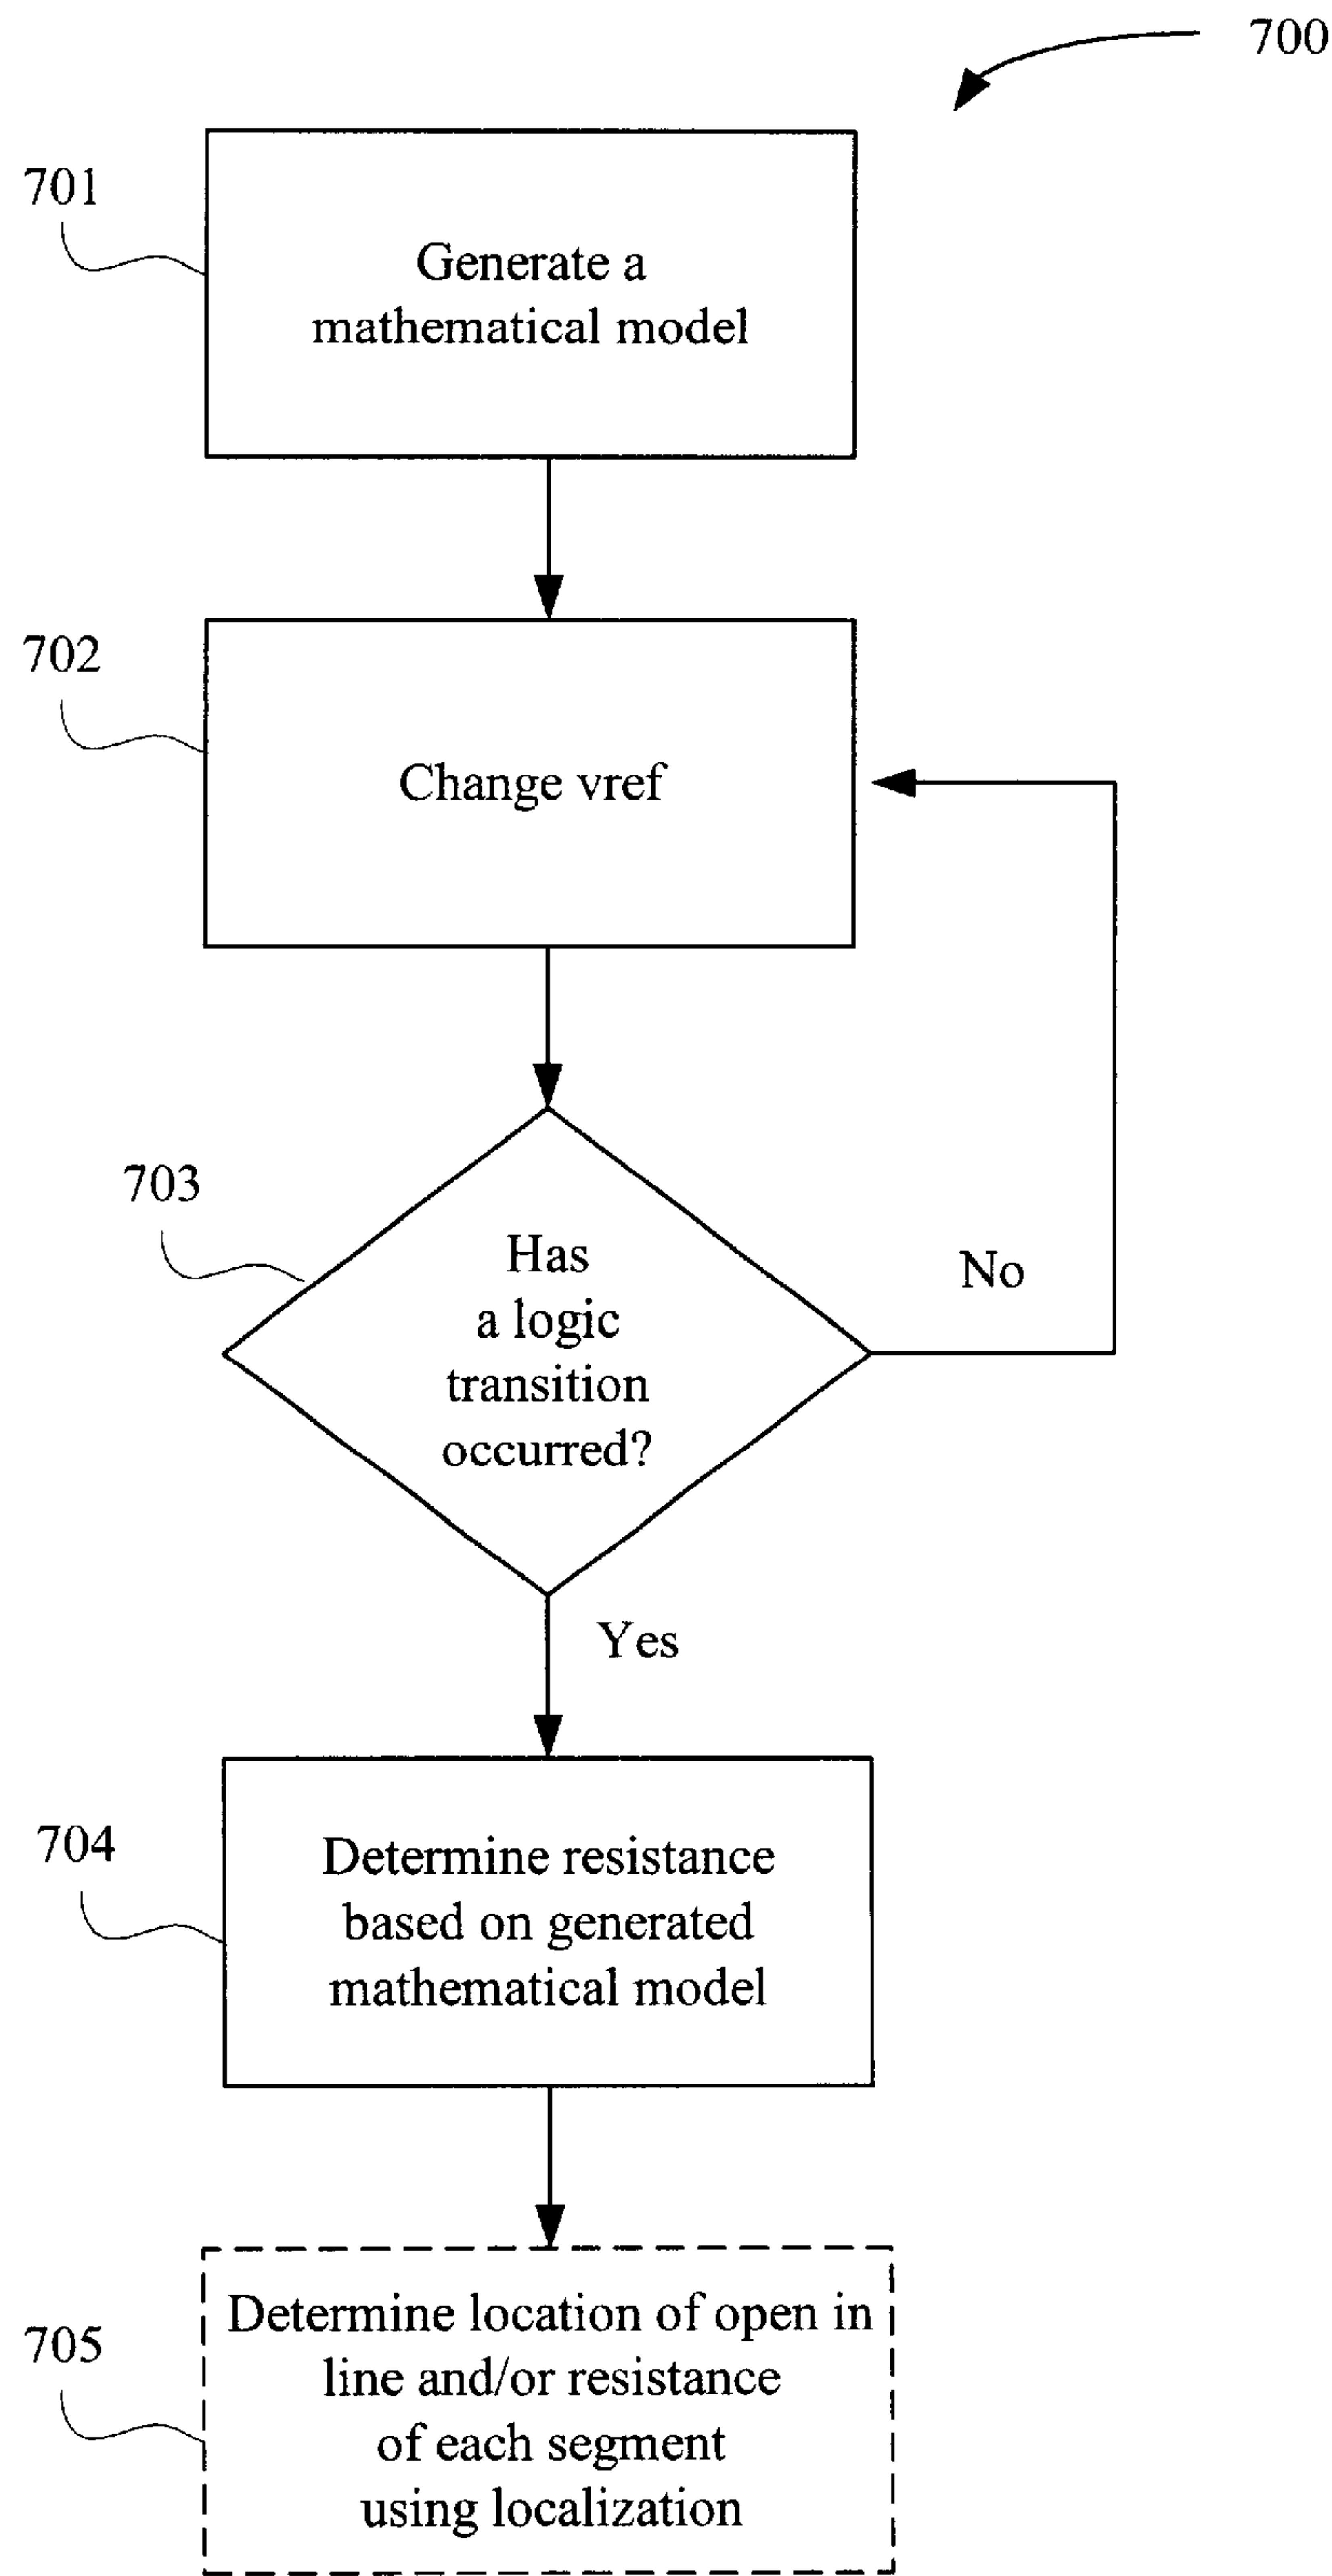 700
701
Generate a
mathematical model
702
Change vref
703
Has
a logic
transition
occurred?
No
Yes
704
Determine resistance
based on generated
mathematical model
705
Determine location of open in
line and/or resistance
of each segment
using localization